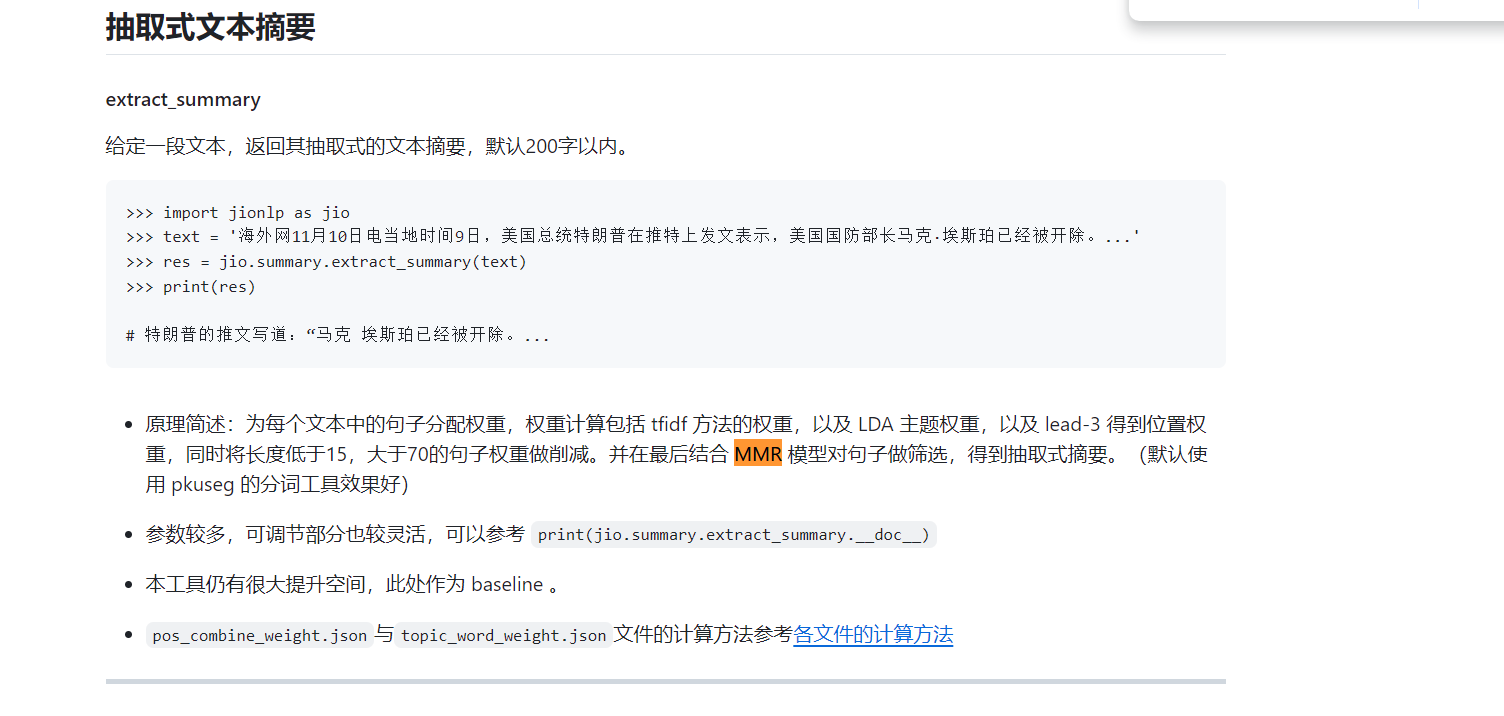 抽取式文本摘要
extract_summary
给定一段文本，返回其抽取式的文本摘要，默认200字以内。
>>> import jionlp as jio
>>> text = '海外网11月10日电当地时间9日，美国总统特朗普在推特上发文表示，美国国防部长马克·埃斯珀已经被开除。...'
>>> res = jio.summary.extract_summary(text)
>>> print(res)
# 特朗普的推文写道：“马克 埃斯珀已经被开除。...
• 原理简述：为每个文本中的句子分配权重，权重计算包括 tfidf 方法的权重，以及 LDA 主题权重，以及 lead-3 得到位置权
重，同时将长度低于15，大于70的句子权重做削减。并在最后结合 MMR 模型对句子做筛选，得到抽取式摘要。（默认使
用 pkuseg 的分词工具效果好）
• 参数较多，可调节部分也较灵活，可以参考 print(jio.summary.extract_summary.__doc__)
• 本工具仍有很大提升空间，此处作为 baseline 。
• pos_combine_weight.json与topic_word_weight.json文件的计算方法参考各文件的计算方法